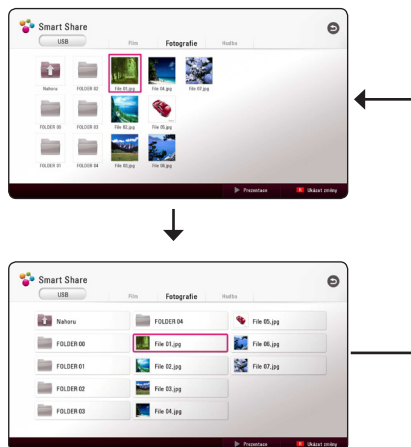 Smart Share
USB Film Fotografie Hudba
Nahoru FOLDER 02 File 01.jpg File 04.jpg File 07.jpg
FOLDER 00 FOLDER 03 File 02.jpg File 05.jpg
FOLDER 01 FOLDER 04 File 03.jpg File 06.jpg
Prezentace Ukázat změny
Smart Share
USB Film Fotografie Hudba
Nahoru FOLDER 04 File 05.jpg
FOLDER 00 File 01.jpg File 06.jpg
FOLDER 01 File 02.jpg File 07.jpg
FOLDER 02 File 03.jpg
FOLDER 03 File 04.jpg
Prezentace Ukázat změny